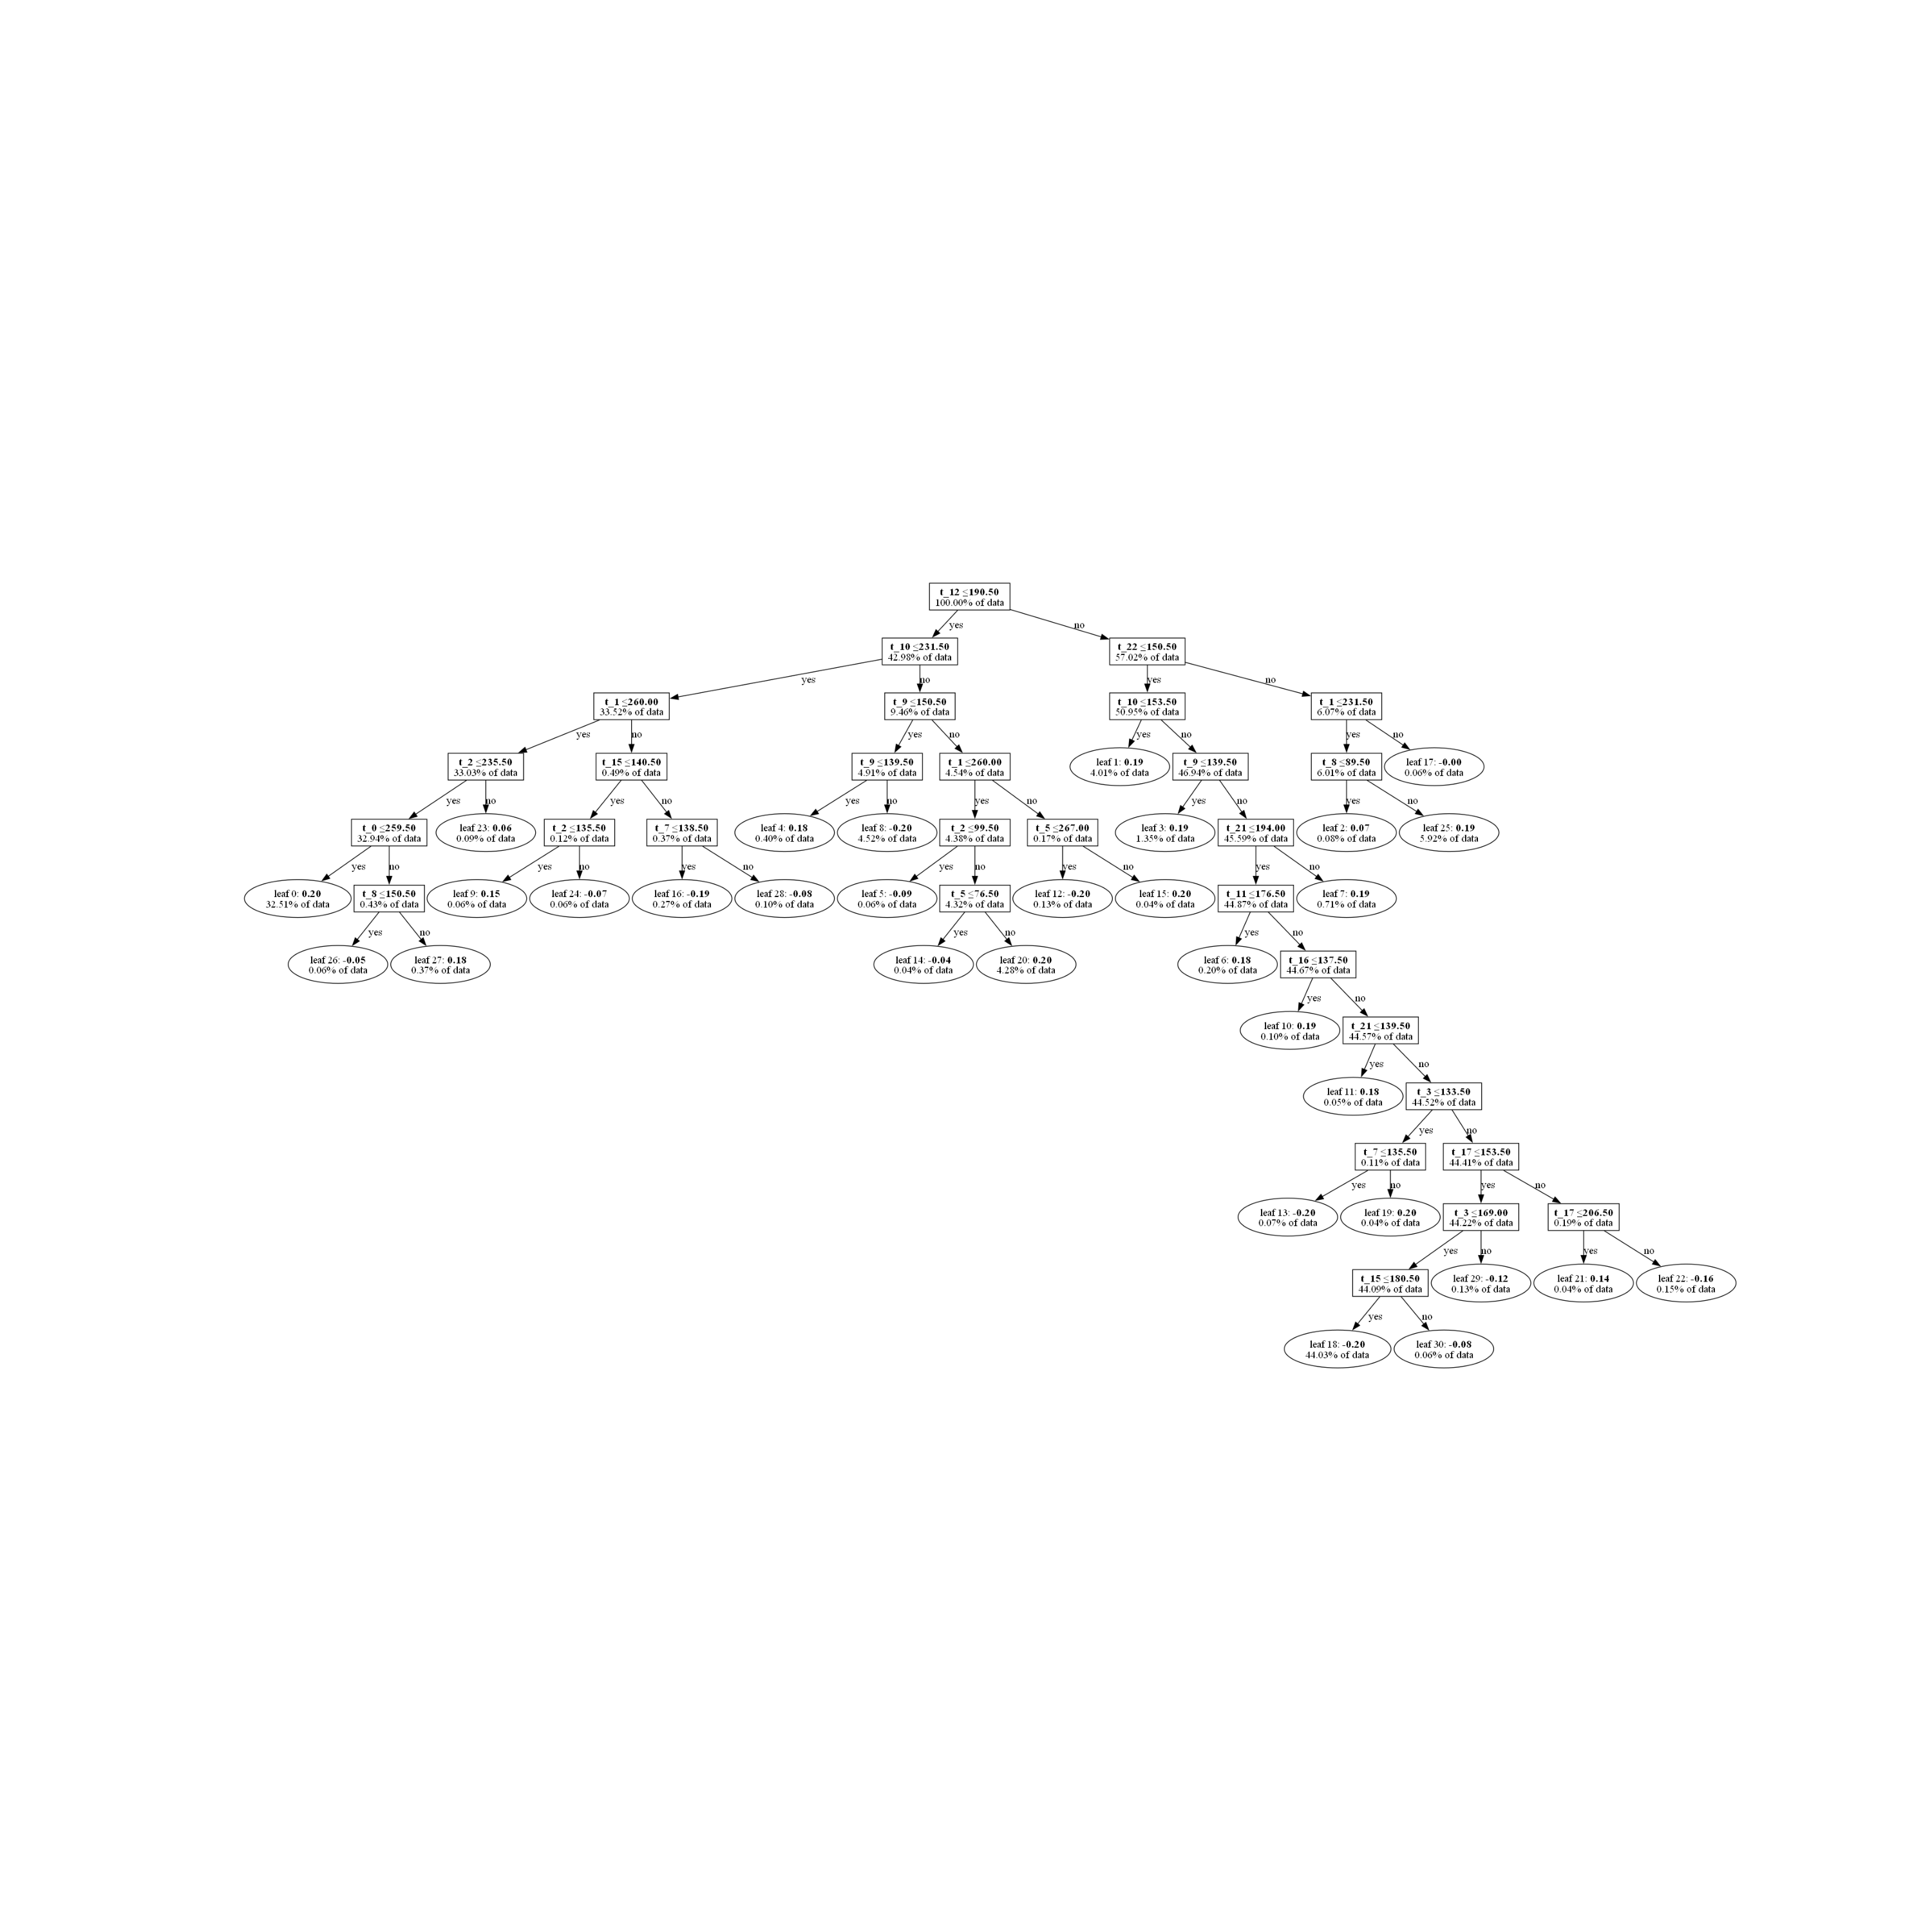 t_12 ≤190.50
100.00% of data
yes
no
t_10 ≤231.50
42.98% of data
t_22 ≤150.50
57.02% of data
yes
no
yes
no
t_1 ≤260.00
33.52% of data
t_9 ≤150.50
9.46% of data
t_10 ≤153.50
50.95% of data
t_1 ≤231.50
6.07% of data
yes
no
yes
no
yes
no
yes
no
t_2 ≤235.50
33.03% of data
t_15 ≤140.50
0.49% of data
t_9 ≤139.50
4.91% of data
t_1 ≤260.00
4.54% of data
leaf 1: 0.19
4.01% of data
t_9 ≤139.50
46.94% of data
t_8 ≤89.50
6.01% of data
leaf 17: -0.00
0.06% of data
yes
no
yes
no
yes
no
yes
no
yes
no
yes
no
t_0 ≤259.50
32.94% of data
leaf 23: 0.06
0.09% of data
t_2 ≤135.50
0.12% of data
t_7 ≤138.50
0.37% of data
leaf 4: 0.18
0.40% of data
leaf 8: -0.20
4.52% of data
t_2 ≤99.50
4.38% of data
t_5 ≤267.00
0.17% of data
leaf 3: 0.19
1.35% of data
t_21 ≤194.00
45.59% of data
leaf 2: 0.07
0.08% of data
leaf 25: 0.19
5.92% of data
yes
no
yes
no
yes
no
yes
no
yes
no
yes
no
leaf 0: 0.20
32.51% of data
t_8 ≤150.50
0.43% of data
leaf 9: 0.15
0.06% of data
leaf 24: -0.07
0.06% of data
leaf 16: -0.19
0.27% of data
leaf 28: -0.08
0.10% of data
leaf 5: -0.09
0.06% of data
t_5 ≤76.50
4.32% of data
leaf 12: -0.20
0.13% of data
leaf 15: 0.20
0.04% of data
t_11 ≤176.50
44.87% of data
leaf 7: 0.19
0.71% of data
yes
no
yes
no
yes
no
leaf 26: -0.05
0.06% of data
leaf 27: 0.18
0.37% of data
leaf 14: -0.04
0.04% of data
leaf 20: 0.20
4.28% of data
leaf 6: 0.18
0.20% of data
t_16 ≤137.50
44.67% of data
yes
no
leaf 10: 0.19
0.10% of data
t_21 ≤139.50
44.57% of data
yes
no
leaf 11: 0.18
0.05% of data
t_3 ≤133.50
44.52% of data
yes
no
t_7 ≤135.50
0.11% of data
t_17 ≤153.50
44.41% of data
yes
no
yes
no
leaf 13: -0.20
0.07% of data
leaf 19: 0.20
0.04% of data
t_3 ≤169.00
44.22% of data
t_17 ≤206.50
0.19% of data
yes
no
yes
no
t_15 ≤180.50
44.09% of data
leaf 29: -0.12
0.13% of data
leaf 21: 0.14
0.04% of data
leaf 22: -0.16
0.15% of data
yes
no
leaf 18: -0.20
44.03% of data
leaf 30: -0.08
0.06% of data